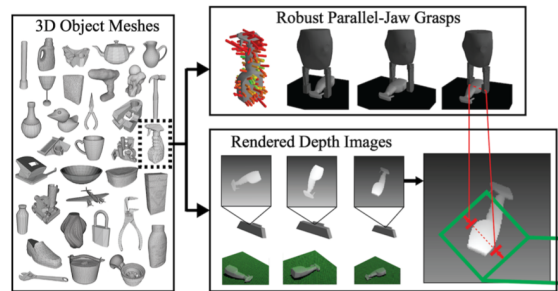 3D Object Meshes
Robust Parallel-Jaw Grasps
Rendered Depth Images